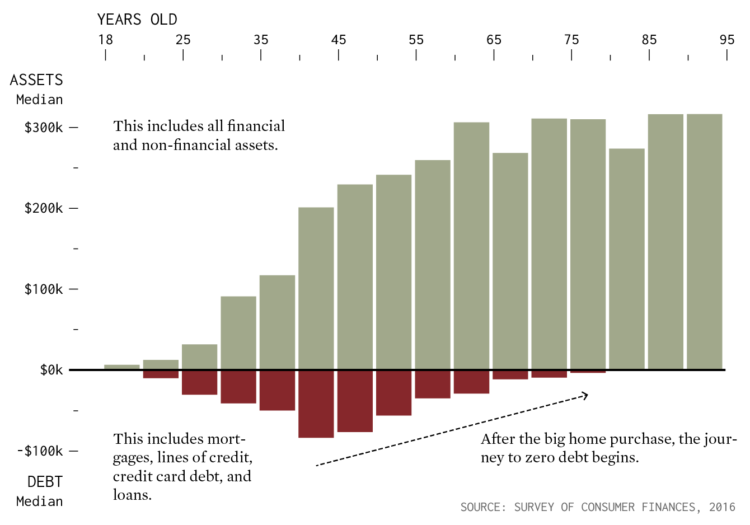 YEARS OLD
18 25 35 45 55 65 75 85 95
ASSETS
Median
This includes all financial
and non-financial assets.
$300k
$200k
$100k
$0k
-$100k
This includes mort-
gages, lines of credit,
credit card debt, and
loans.
After the big home purchase, the jour-
ney to zero debt begins.
DEBT
Median
SOURCE: SURVEY OF CONSUMER FINANCES, 2016